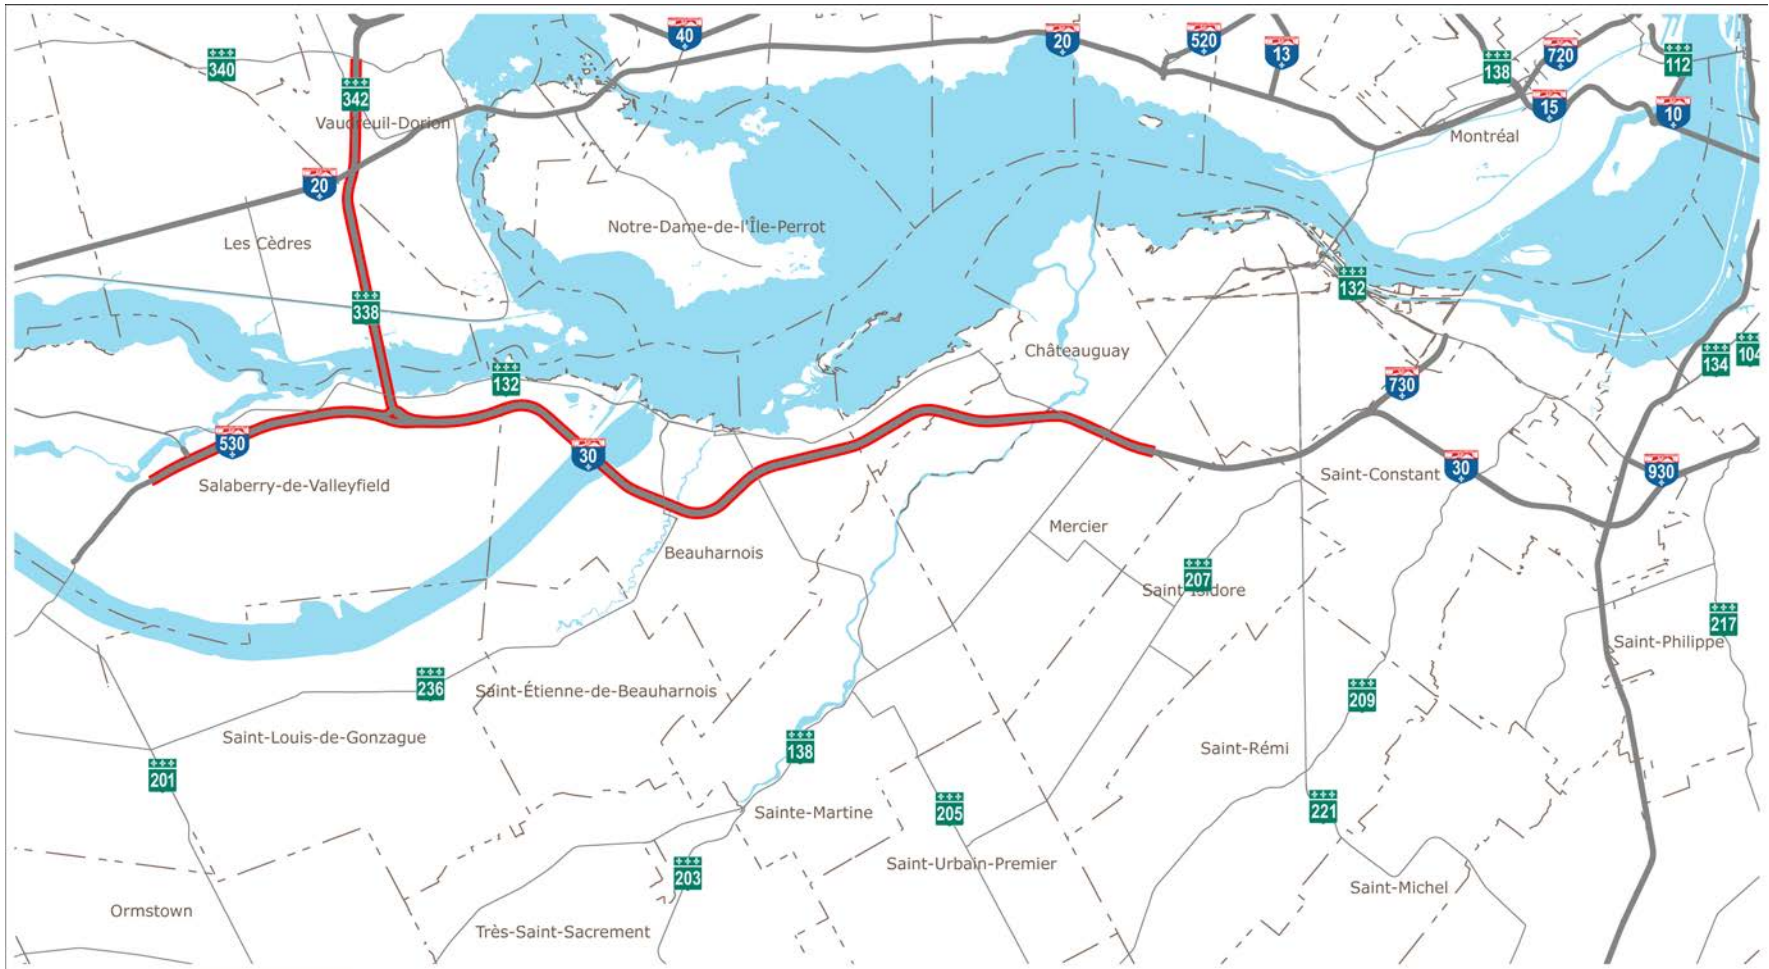 40
20
520
13
138
720
112
340
342
15
10
Vaudreuil-Dorion
Montréal
20
Notre-Dame-de-l'Île-Perrot
Les Cèdres
132
338
Châteauguay
134
104
132
730
530
30
Saint-Constant
30
930
Salaberry-de-Valleyfield
Mercier
Beauharnois
207
Saint-Isidore
217
Saint-Philippe
236
Saint-Étienne-de-Beauharnois
209
Saint-Louis-de-Gonzague
138
Saint-Rémi
201
Sainte-Martine
205
221
Saint-Urbain-Premier
203
Saint-Michel
Ormstown
Très-Saint-Sacrement